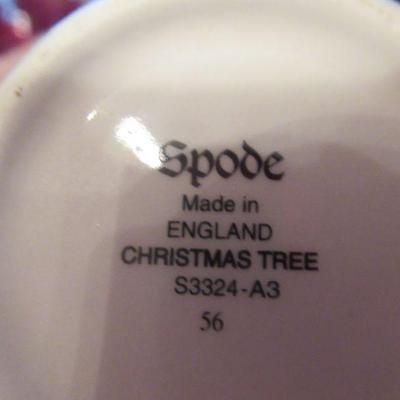 Spode
Made in
ENGLAND
CHRISTMAS TREE
S3324-A3
56